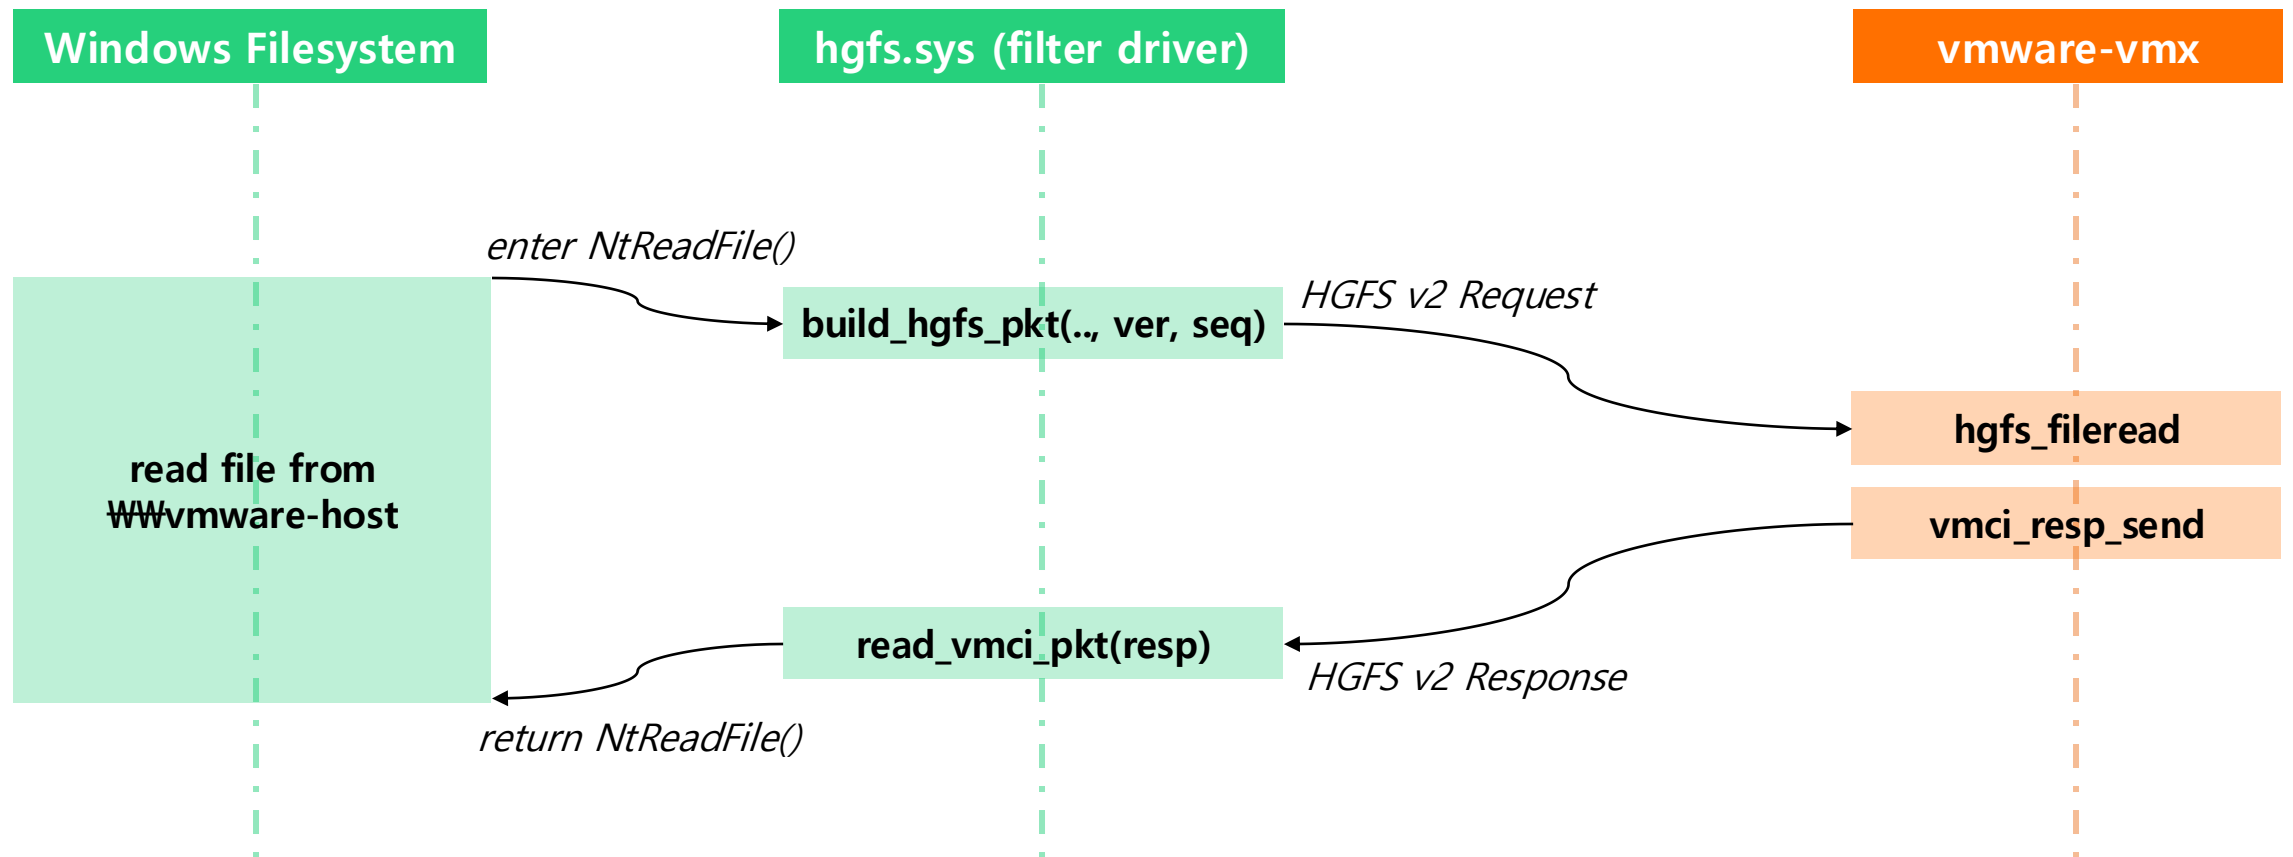 Windows Filesystem
hgfs.sys (filter driver)
vmware-vmx
enter NtReadFile()
HGFS v2 Request
build_hgfs_pkt(.., ver, seq)
hgfs_fileread
read file from
₩₩vmware-host
vmci_resp_send
read_vmci_pkt(resp)
HGFS v2 Response
return NtReadFile()